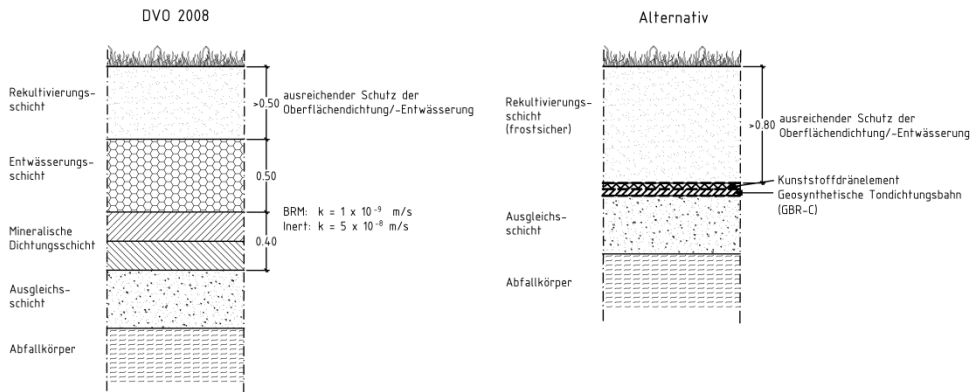 DVO 2008
Rekultivierungs-
schicht
>0.50
ausreichender Schutz der
Oberflächendichtung/-Entwässerung
Entwässerungs-
schicht
0.50
Mineralische
Dichtungsschicht
0.40
BRM: k = 1 x 10⁻⁹ m/s
Inert: k = 5 x 10⁻⁸ m/s
Ausgleichs-
schicht
Abfallkörper
Alternativ
Rekultivierungs-
schicht
(frostsicher)
>0.80
ausreichender Schutz der
Oberflächendichtung/-Entwässerung
Kunststoffdränelement
Geosynthetische Tondichtungsbahn
(GBR-C)
Ausgleichs-
schicht
Abfallkörper